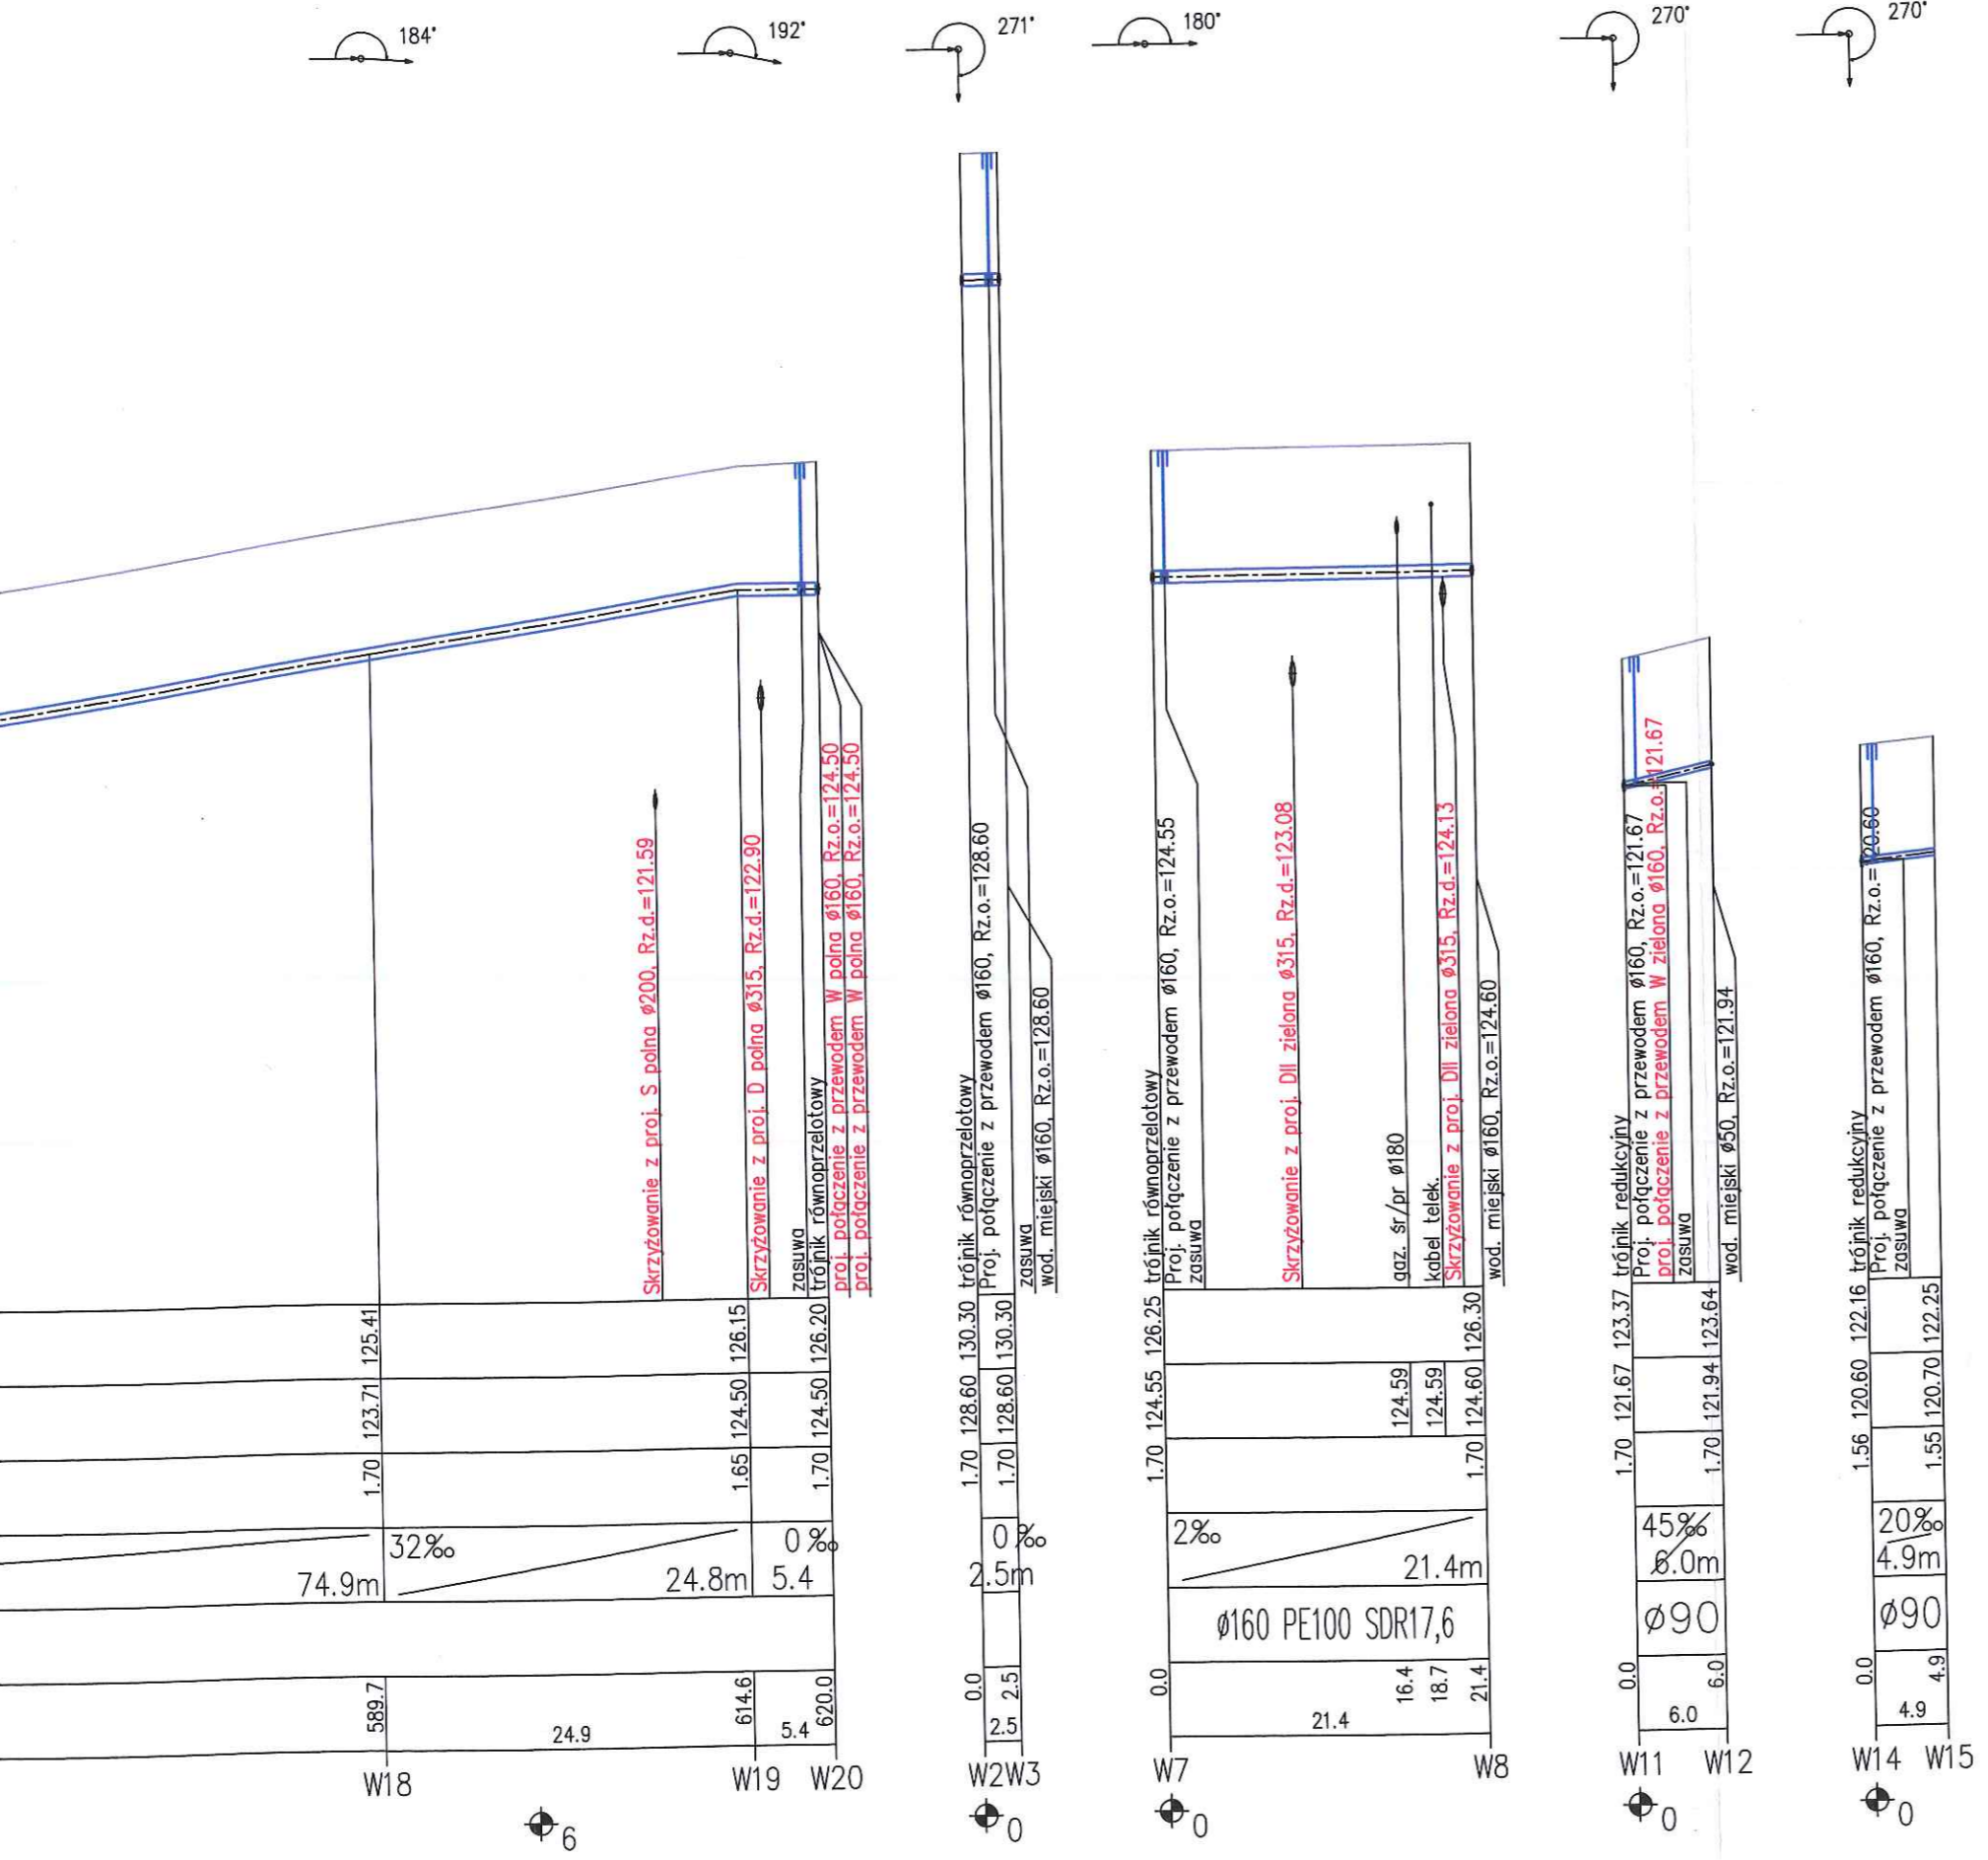 184°
192°
271°
180°
270°
270°
Skrzyżowanie z proj. S polna ø200, Rz.d.=121.59
Skrzyżowanie z proj. D polna ø315, Rz.d.=122.90
zasuwa
trójnik równoprzelotowy
proj. połączenie z przewodem W polna ø160, Rz.o.=124.50
proj. połączenie z przewodem W polna ø160, Rz.o.=124.50
125.41
126.15
126.20
123.71
124.50
124.50
1.70
1.65
1.70
74.9m
32‰
24.8m
0‰
5.4
589.7
24.9
614.6
5.4
620.0
W18
W19
W20
6
trójnik równoprzelotowy
Proj. połączenie z przewodem ø160, Rz.o.=128.60
zasuwa
wod. miejski ø160, Rz.o.=128.60
130.30
130.30
128.60
128.60
1.70
1.70
0‰
2.5m
0.0
2.5
2.5
W2
W3
0
trójnik równoprzelotowy
Proj. połączenie z przewodem ø160, Rz.o.=124.55
zasuwa
Skrzyżowanie z proj. DII zielona ø315, Rz.d.=123.08
gaz. śr/pr ø180
kabel telek.
Skrzyżowanie z proj. DII zielona ø315, Rz.d.=124.13
wod. miejski ø160, Rz.o.=124.60
126.25
126.30
124.55
124.59
124.59
124.60
1.70
1.70
2‰
21.4m
ø160 PE100 SDR17,6
0.0
16.4
18.7
21.4
21.4
W7
W8
0
trójnik redukcyjny
Proj. połączenie z przewodem ø160, Rz.o.=121.67
proj. połączenie z przewodem W zielona ø160, Rz.o.=121.67
zasuwa
wod. miejski ø50, Rz.o.=121.94
123.37
123.64
121.67
121.94
1.70
1.70
45‰
6.0m
ø90
0.0
6.0
6.0
W11
W12
0
trójnik redukcyjny
Proj. połączenie z przewodem ø160, Rz.o.=120.60
zasuwa
122.16
122.25
120.60
120.70
1.56
1.55
20‰
4.9m
ø90
0.0
4.9
4.9
W14
W15
0